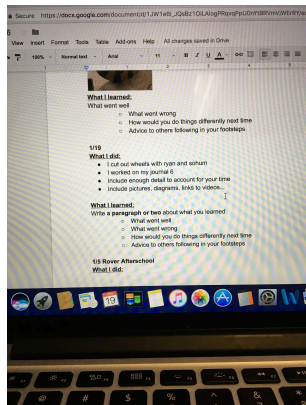 Secure https://docs.google.com/document/d/
View Insert Format Tools Table Add-ons Help All changes saved in Drive
100% Normal text Arial 11 B I U A
What I learned:
What went well
What went wrong
How would you do things differently next time
Advice to others following in your footsteps
1/19
What I did:
I cut out wheels with ryan and sohum
I worked on my journal 6
Include enough detail to account for your time
Include pictures, diagrams, links to videos...
What I learned:
Write a paragraph or two about what you learned
What went well
What went wrong
How would you do things differently next time
Advice to others following in your footsteps
1/5 Rover Afterschool
What I did:
19
@ # $ % ^ & *